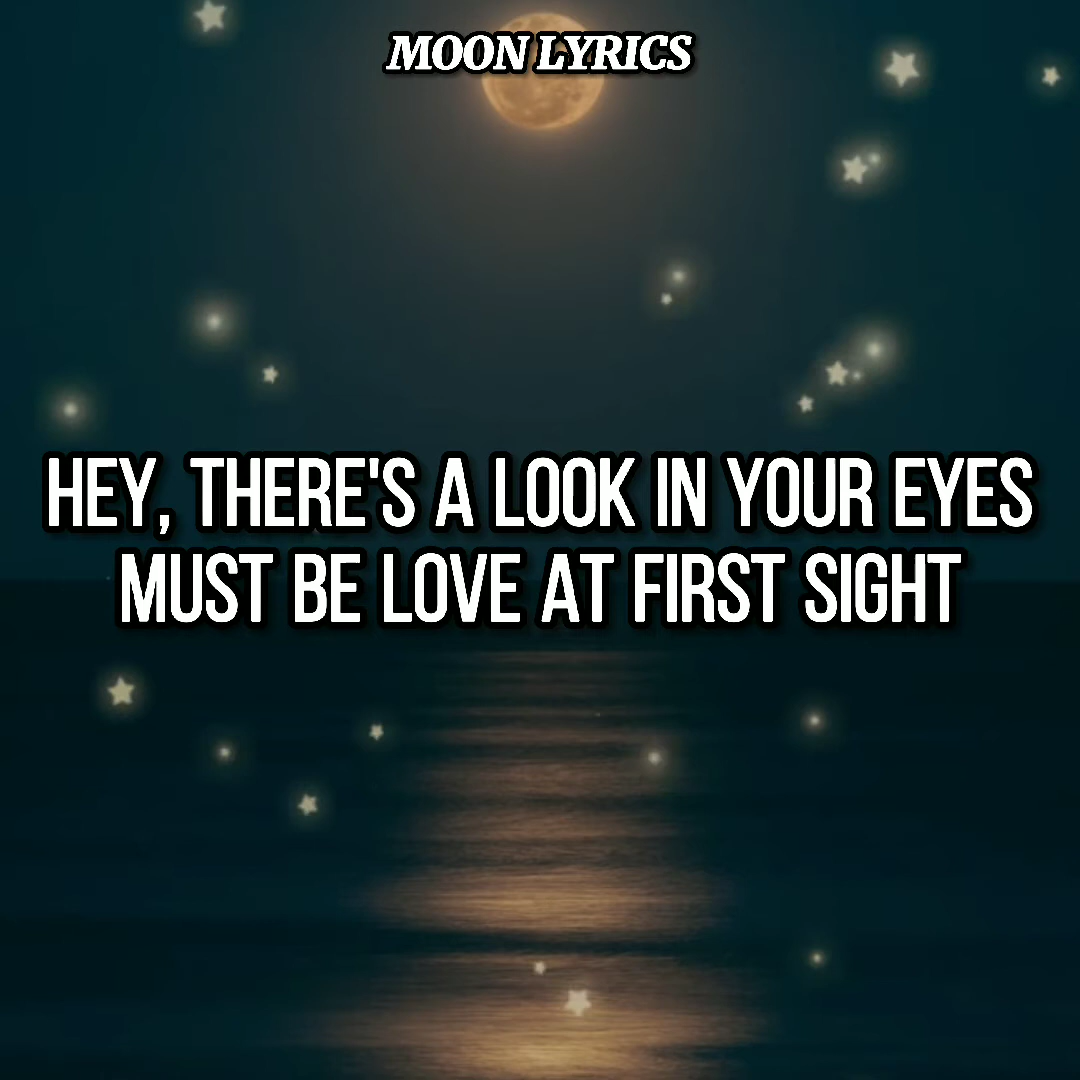 MOON LYRICS
HEY, THERE'S A LOOK IN YOUR EYES
MUST BE LOVE AT FIRST SIGHT